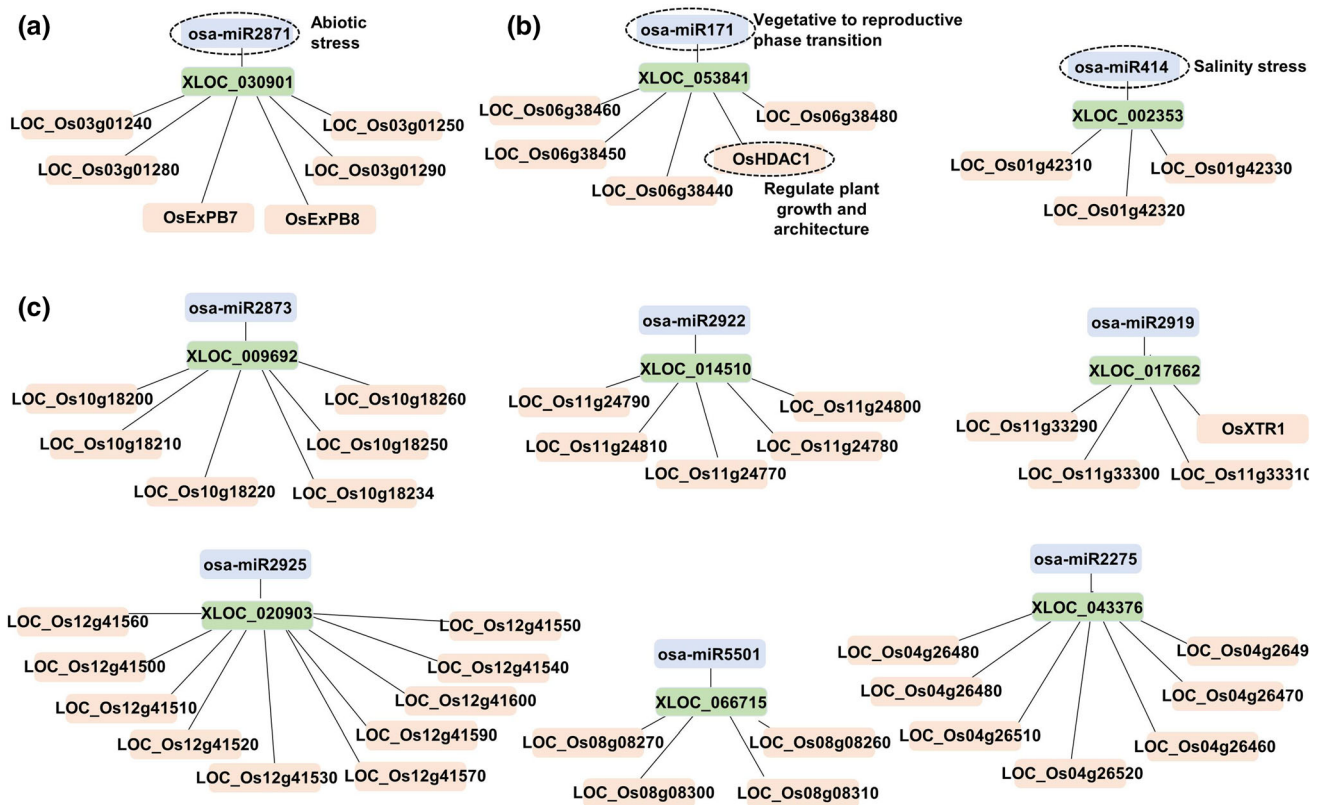 (a)
osa-miR2871
Abiotic
stress
XLOC_030901
LOC_Os03g01240
LOC_Os03g01250
LOC_Os03g01280
LOC_Os03g01290
OsExPB7
OsExPB8
(b)
osa-miR171
Vegetative to reproductive
phase transition
XLOC_053841
LOC_Os06g38460
LOC_Os06g38480
LOC_Os06g38450
OsHDAC1
LOC_Os06g38440
Regulate plant
growth and
architecture
osa-miR414
Salinity stress
XLOC_002353
LOC_Os01g42310
LOC_Os01g42330
LOC_Os01g42320
(c)
osa-miR2873
XLOC_009692
LOC_Os10g18200
LOC_Os10g18260
LOC_Os10g18210
LOC_Os10g18250
LOC_Os10g18220
LOC_Os10g18234
osa-miR2922
XLOC_014510
LOC_Os11g24790
LOC_Os11g24800
LOC_Os11g24810
LOC_Os11g24780
LOC_Os11g24770
osa-miR2919
XLOC_017662
LOC_Os11g33290
OsXTR1
LOC_Os11g33300
LOC_Os11g33310
osa-miR2925
XLOC_020903
LOC_Os12g41560
LOC_Os12g41550
LOC_Os12g41500
LOC_Os12g41540
LOC_Os12g41510
LOC_Os12g41600
LOC_Os12g41520
LOC_Os12g41590
LOC_Os12g41530
LOC_Os12g41570
osa-miR5501
XLOC_066715
LOC_Os08g08270
LOC_Os08g08260
LOC_Os08g08300
LOC_Os08g08310
osa-miR2275
XLOC_043376
LOC_Os04g26480
LOC_Os04g2649
LOC_Os04g26480
LOC_Os04g26470
LOC_Os04g26510
LOC_Os04g26460
LOC_Os04g26520